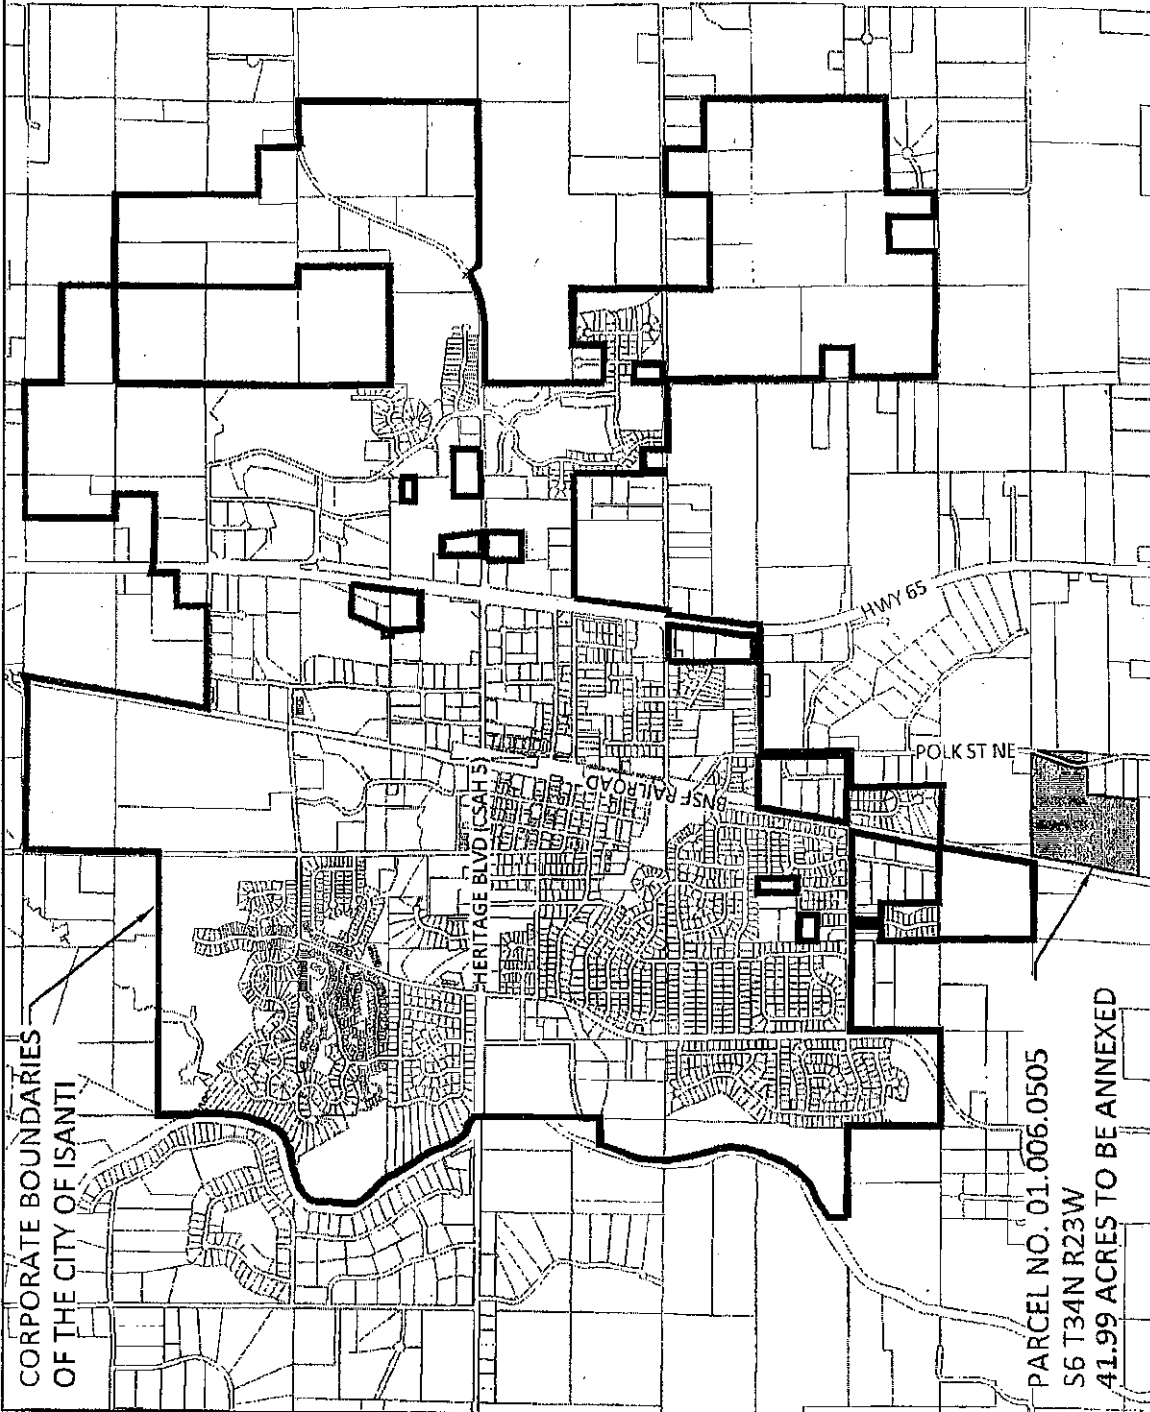 CORPORATE BOUNDARIES
OF THE CITY OF ISANTI
HERITAGE BLVD (CSAH 5)
BNSF RAILROAD
HWY 65
POLK ST NE
PARCEL NO. 01.006.0505
S6 T34N R23W
41.99 ACRES TO BE ANNEXED